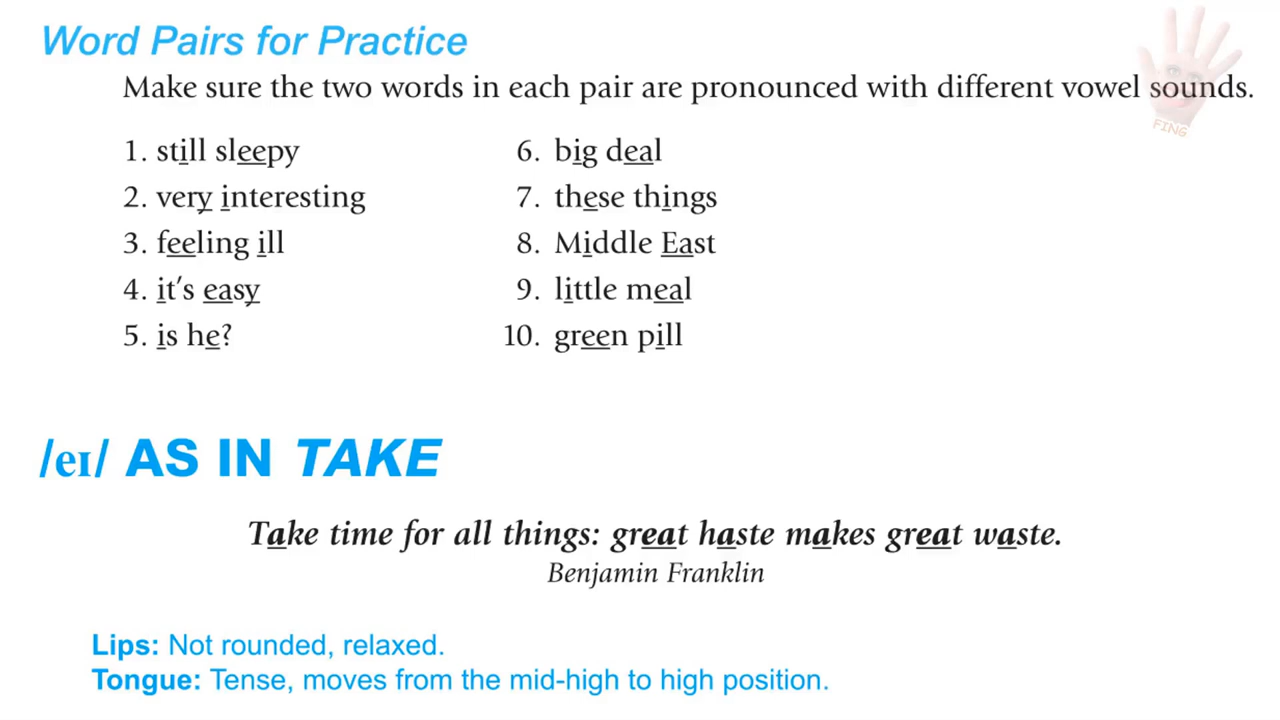 Word Pairs for Practice
Make sure the two words in each pair are pronounced with different vowel sounds.
FING
1. still sleepy
2. very interesting
3. feeling ill
4. it's easy
5. is he?
6. big deal
7. these things
8. Middle East
9. little meal
10. green pill
/eɪ/ AS IN TAKE
Take time for all things: great haste makes great waste.
Benjamin Franklin
Lips: Not rounded, relaxed.
Tongue: Tense, moves from the mid-high to high position.